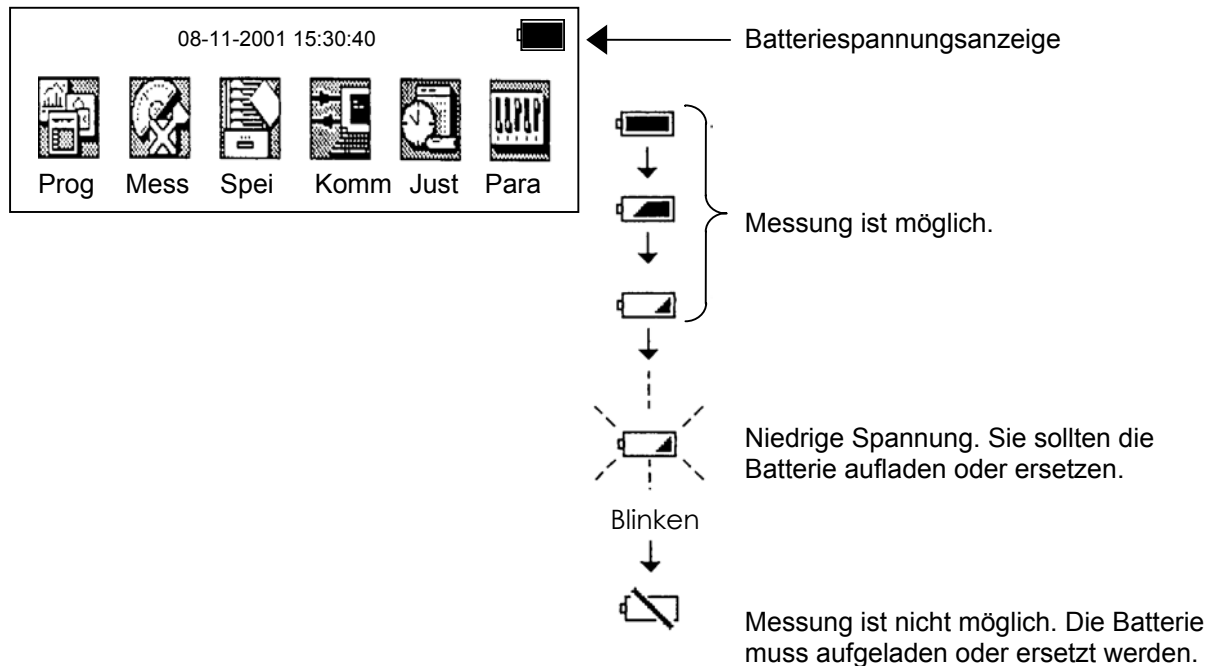 08-11-2001 15:30:40
Batteriespannungsanzeige
Prog Mess Spei Komm Just Para
Messung ist möglich.
Niedrige Spannung. Sie sollten die
Batterie aufladen oder ersetzen.
Blinken
Messung ist nicht möglich. Die Batterie
muss aufgeladen oder ersetzt werden.